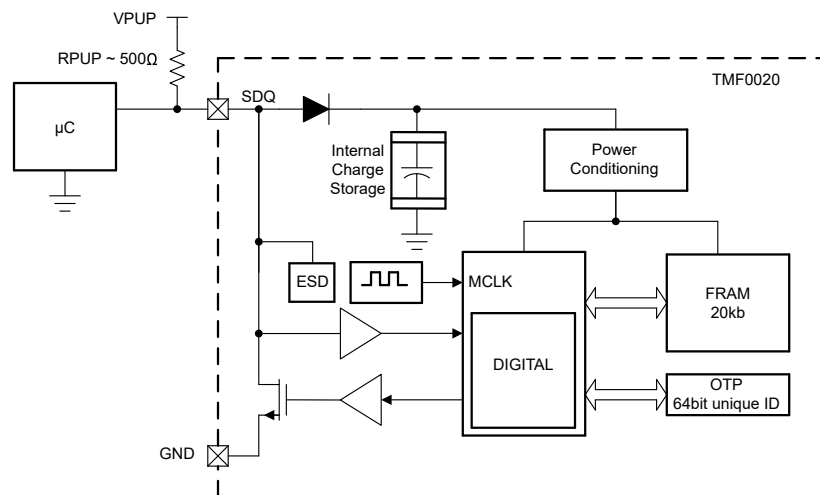 VPUP
RPUP ~ 500Ω
TMF0020
SDQ
µC
Internal
Charge
Storage
Power
Conditioning
ESD
MCLK
FRAM
20kb
DIGITAL
OTP
64bit unique ID
GND